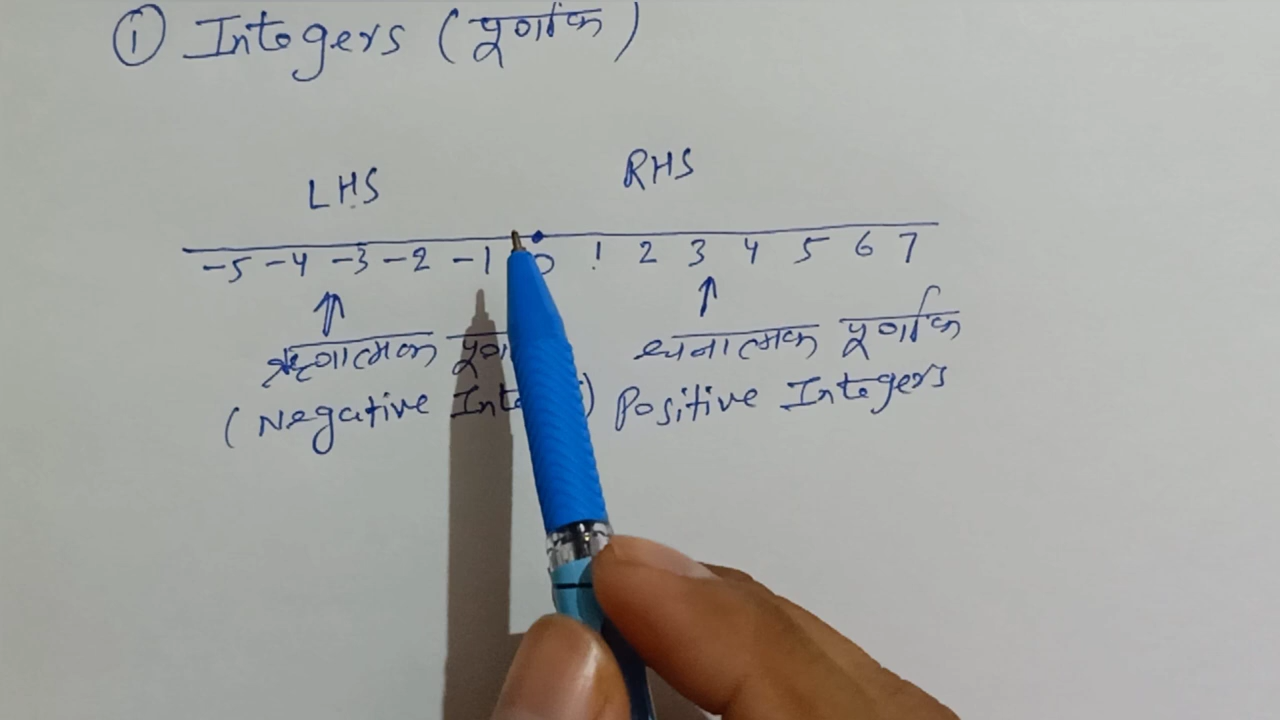 ① Integers (पूर्णांक)
LHS RHS
-5 -4 -3 -2 -1 0 1 2 3 4 5 6 7
ऋणात्मक धनात्मक पूर्णांक
(Negative Positive Integers